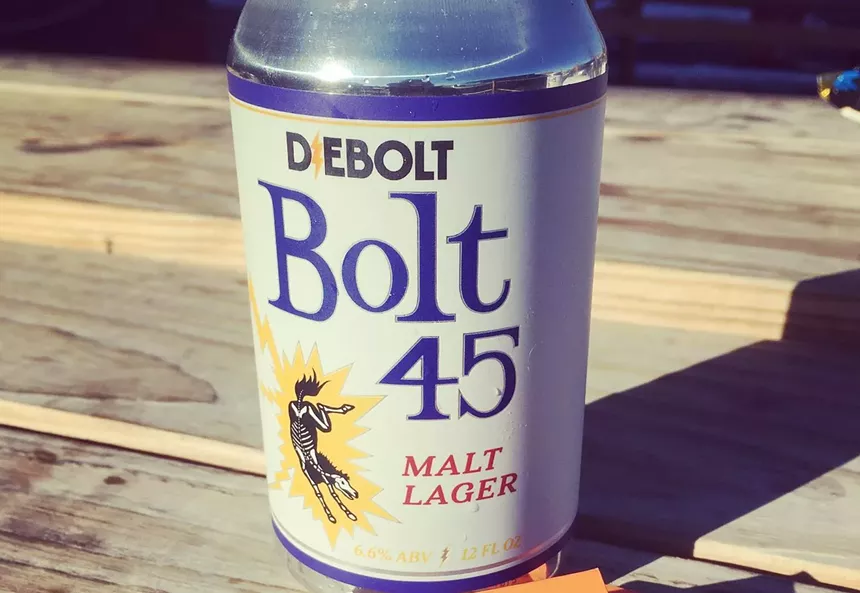 DIEBOLT
Bolt
45
MALT
LAGER
6.6% ABV 12 FL OZ